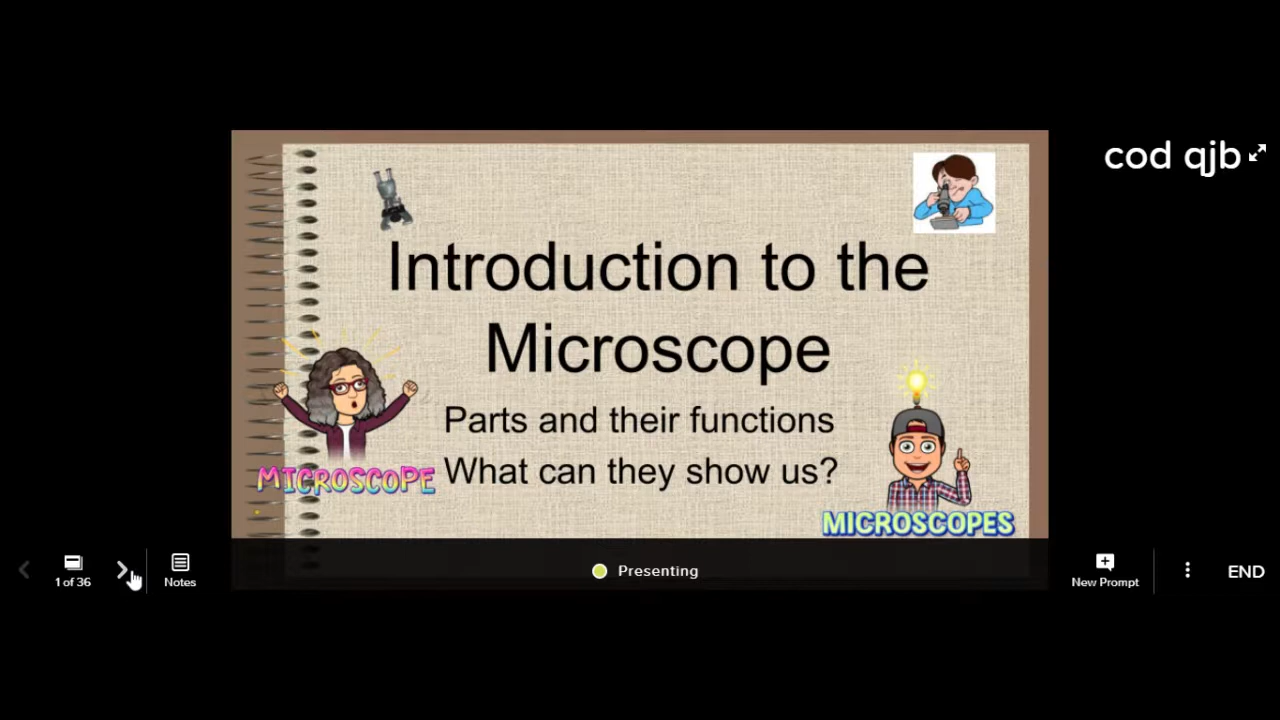 cod qjb
Introduction to the
Microscope
Parts and their functions
What can they show us?
MICROSCOPE
MICROSCOPES
1 of 36
Notes
Presenting
New Prompt
END